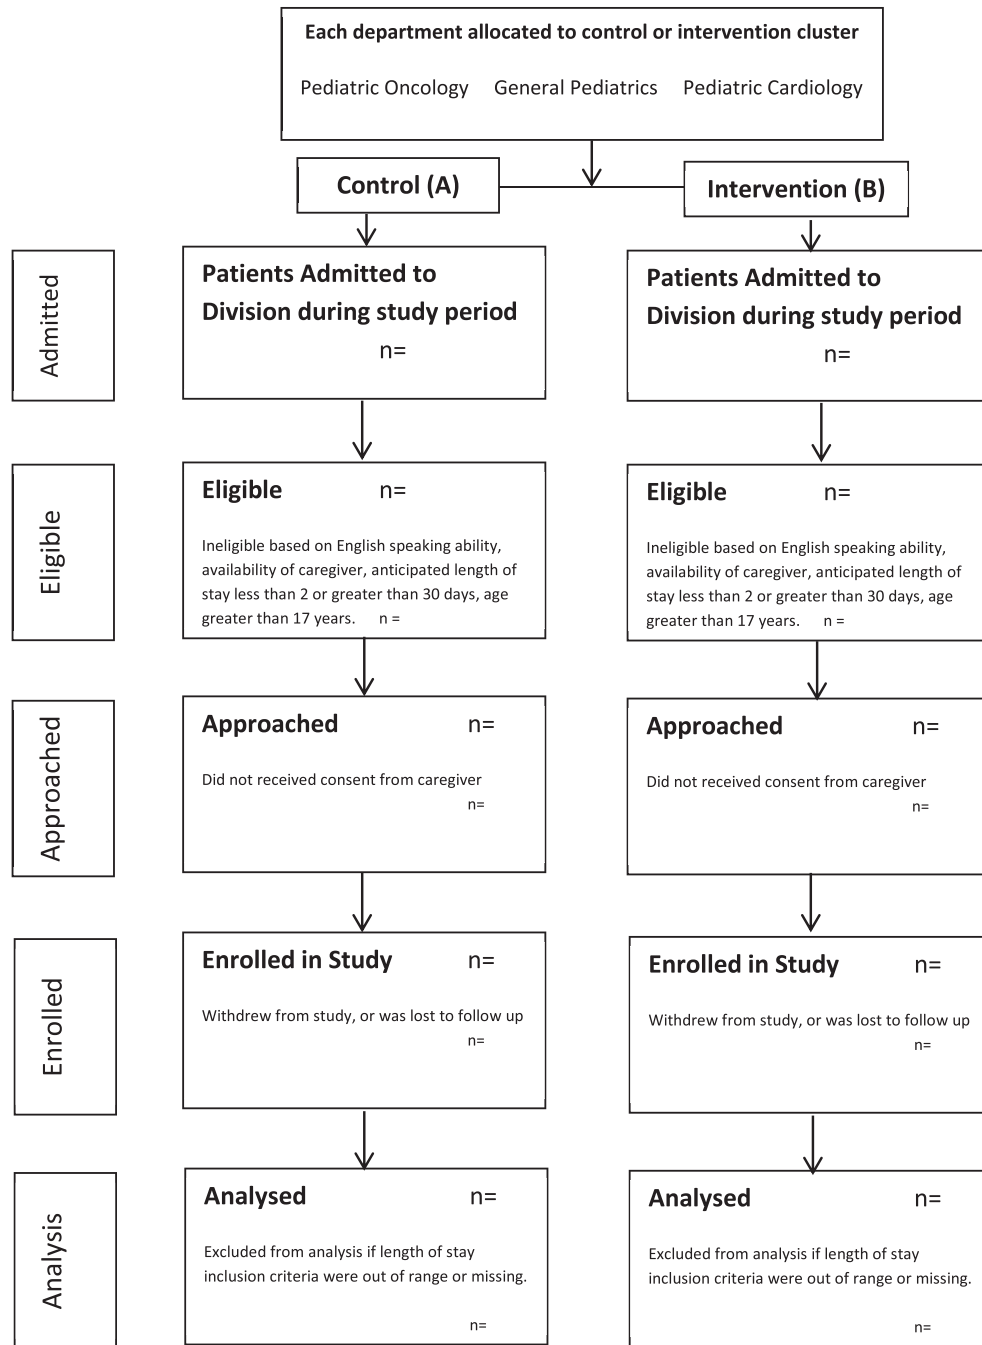 Each department allocated to control or intervention cluster
Pediatric Oncology General Pediatrics Pediatric Cardiology
Control (A)
Intervention (B)
Admitted
Patients Admitted to
Division during study period
n=
Patients Admitted to
Division during study period
n=
Eligible
Eligible n=
Ineligible based on English speaking ability,
availability of caregiver, anticipated length of
stay less than 2 or greater than 30 days, age
greater than 17 years. n =
Eligible n=
Ineligible based on English speaking ability,
availability of caregiver, anticipated length of
stay less than 2 or greater than 30 days, age
greater than 17 years. n =
Approached
Approached n=
Did not received consent from caregiver
n=
Approached n=
Did not received consent from caregiver
n=
Enrolled
Enrolled in Study n=
Withdrew from study, or was lost to follow up
n=
Enrolled in Study n=
Withdrew from study, or was lost to follow up
n=
Analysis
Analysed n=
Excluded from analysis if length of stay
inclusion criteria were out of range or missing.
n=
Analysed n=
Excluded from analysis if length of stay
inclusion criteria were out of range or missing.
n=